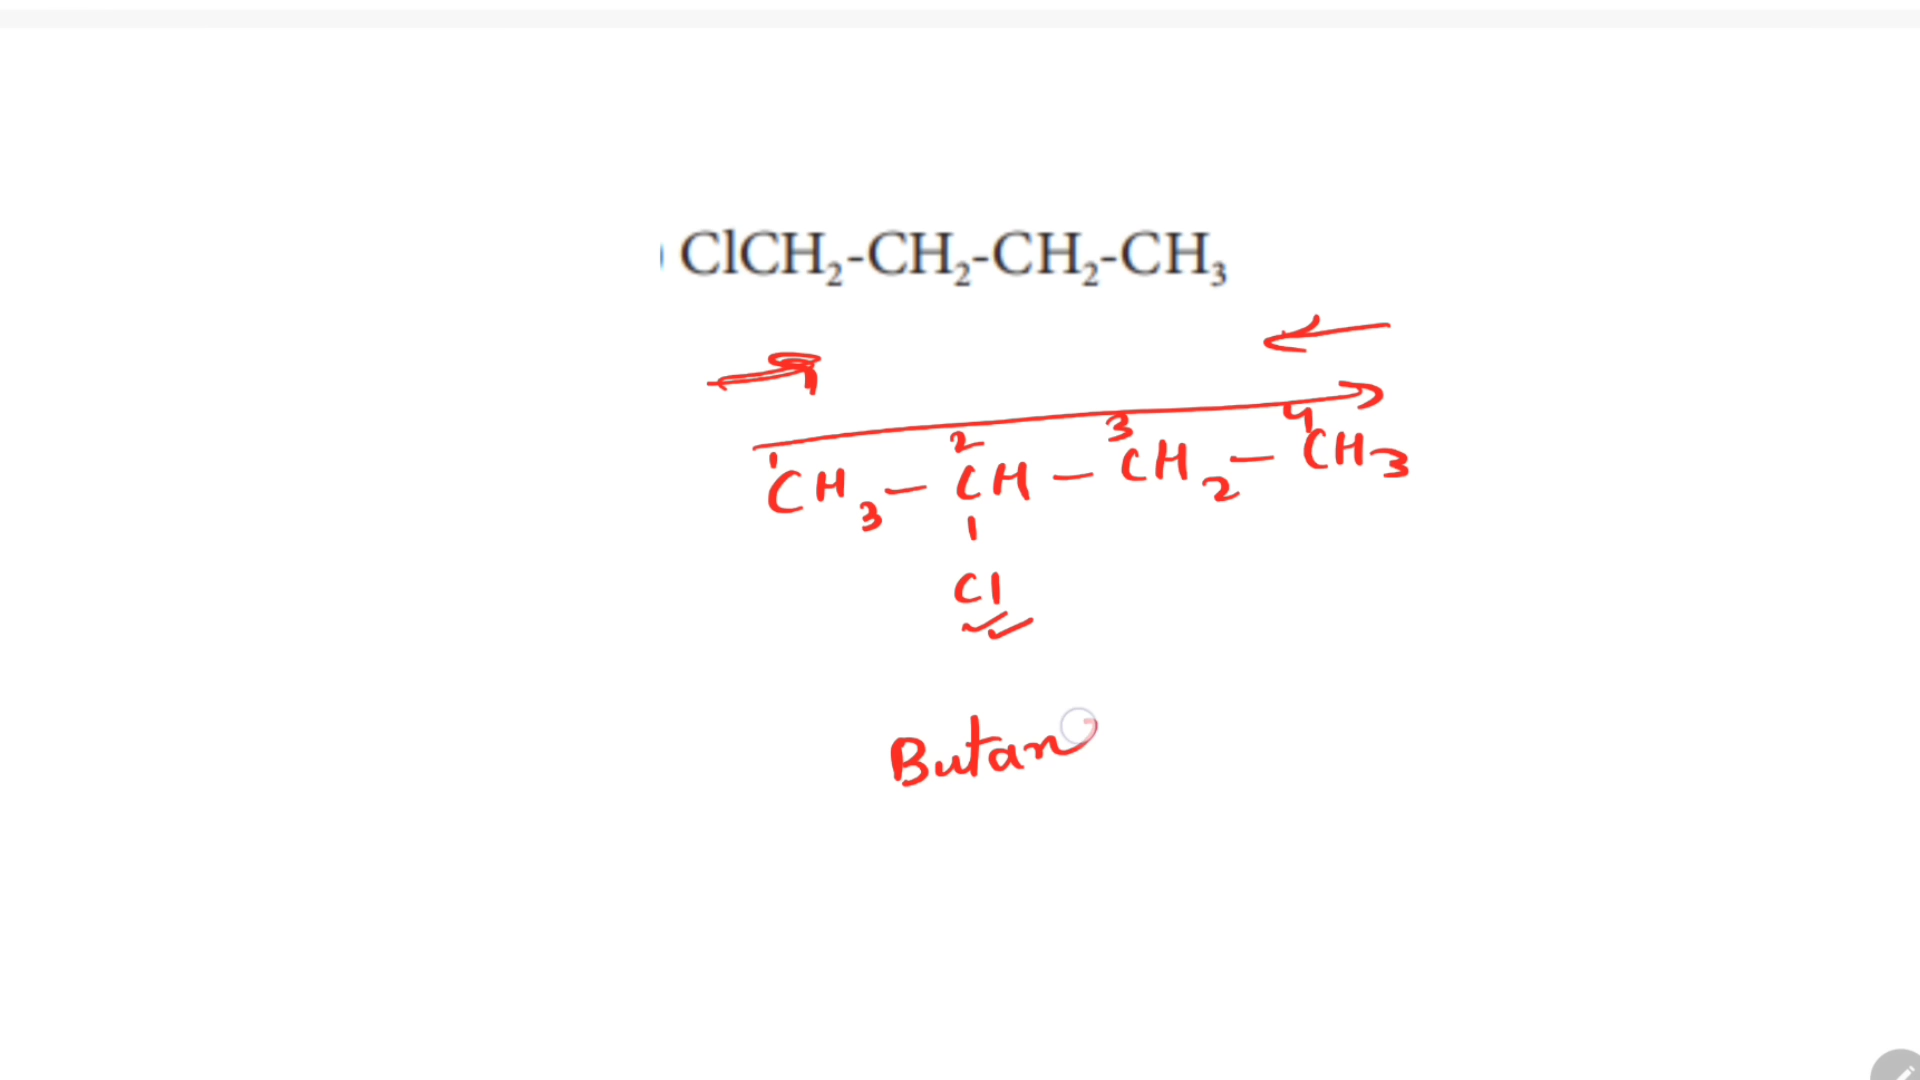 ClCH₂-CH₂-CH₂-CH₃
1 2 3 4
CH₃ - CH - CH₂ - CH₃
Cl
Butan